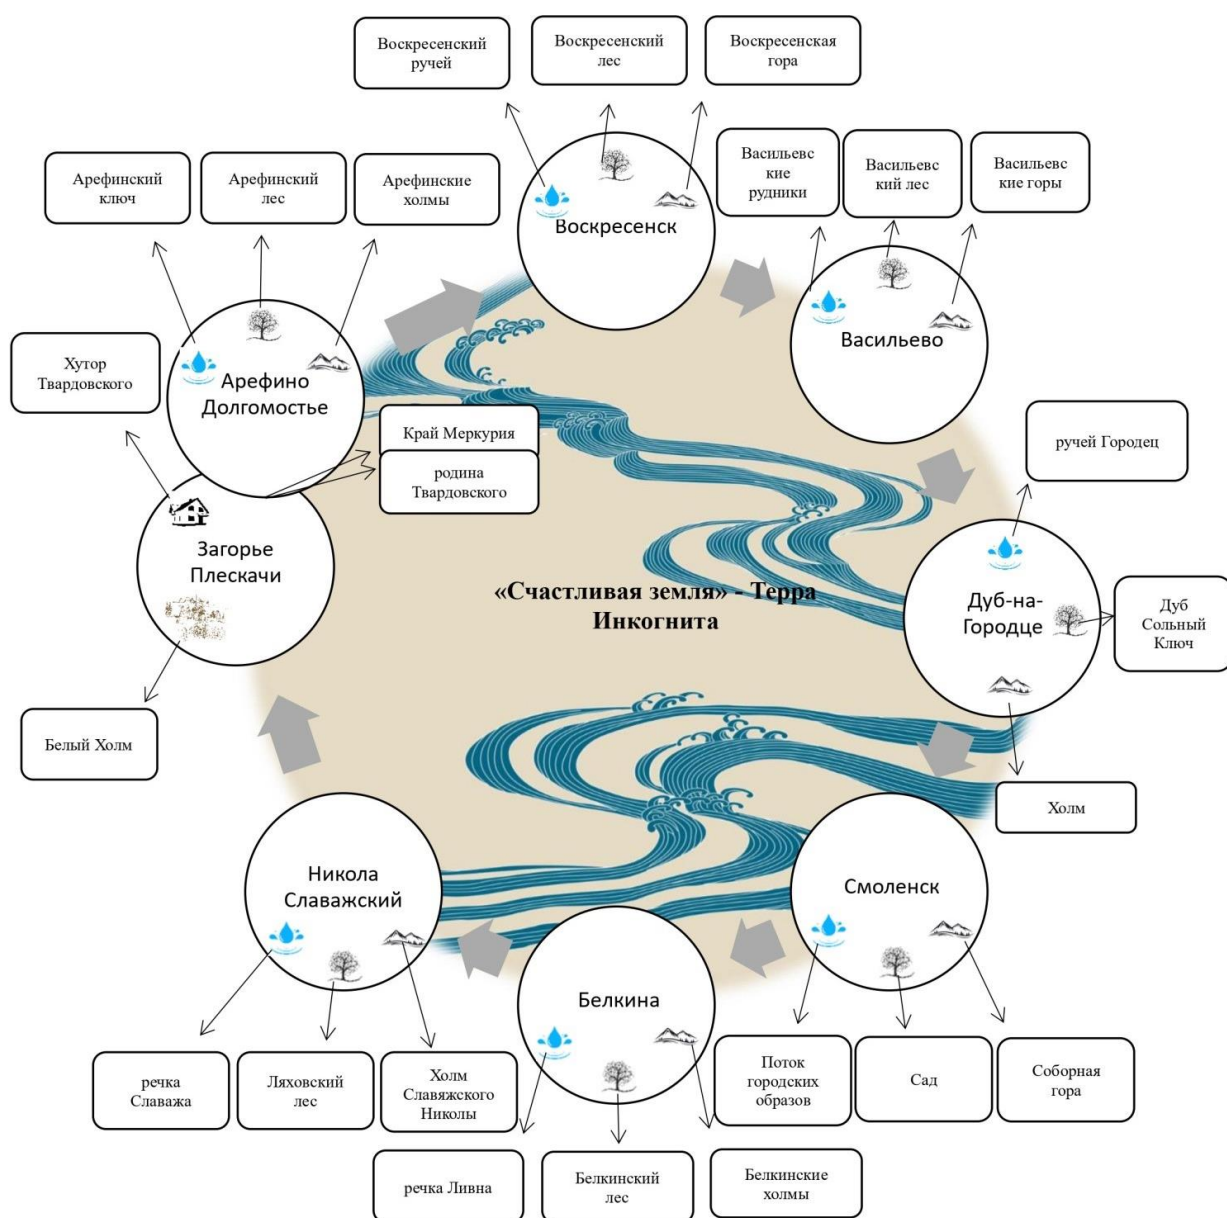 Воскресенский
ручей
Воскресенский
лес
Воскресенская
гора
Арефинский
ключ
Арефинский
лес
Арефинские
холмы
Васильевс
кие
рудники
Васильевс
кий лес
Васильевс
кие горы
Воскресенск
Васильево
Хутор
Твардовского
Арефино
Долгомостье
Край Меркурия
родина
Твардовского
ручей Городец
Загорье
Плескачи
«Счастливая земля» - Терра
Инкогнита
Дуб-на-
Городце
Дуб
Сольный
Ключ
Белый Холм
Холм
Никола
Славажский
Смоленск
Белкина
речка
Славажа
Ляховский
лес
Холм
Славяжского
Николы
Поток
городских
образов
Сад
Соборная
гора
речка Ливна
Белкинский
лес
Белкинские
холмы